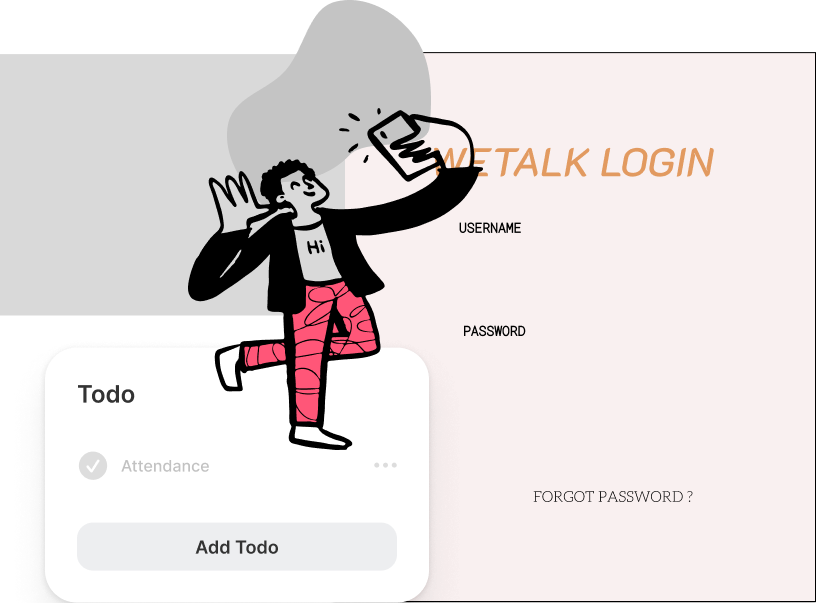 WETALK LOGIN
USERNAME
Hi
PASSWORD
Todo
Attendance
FORGOT PASSWORD ?
Add Todo